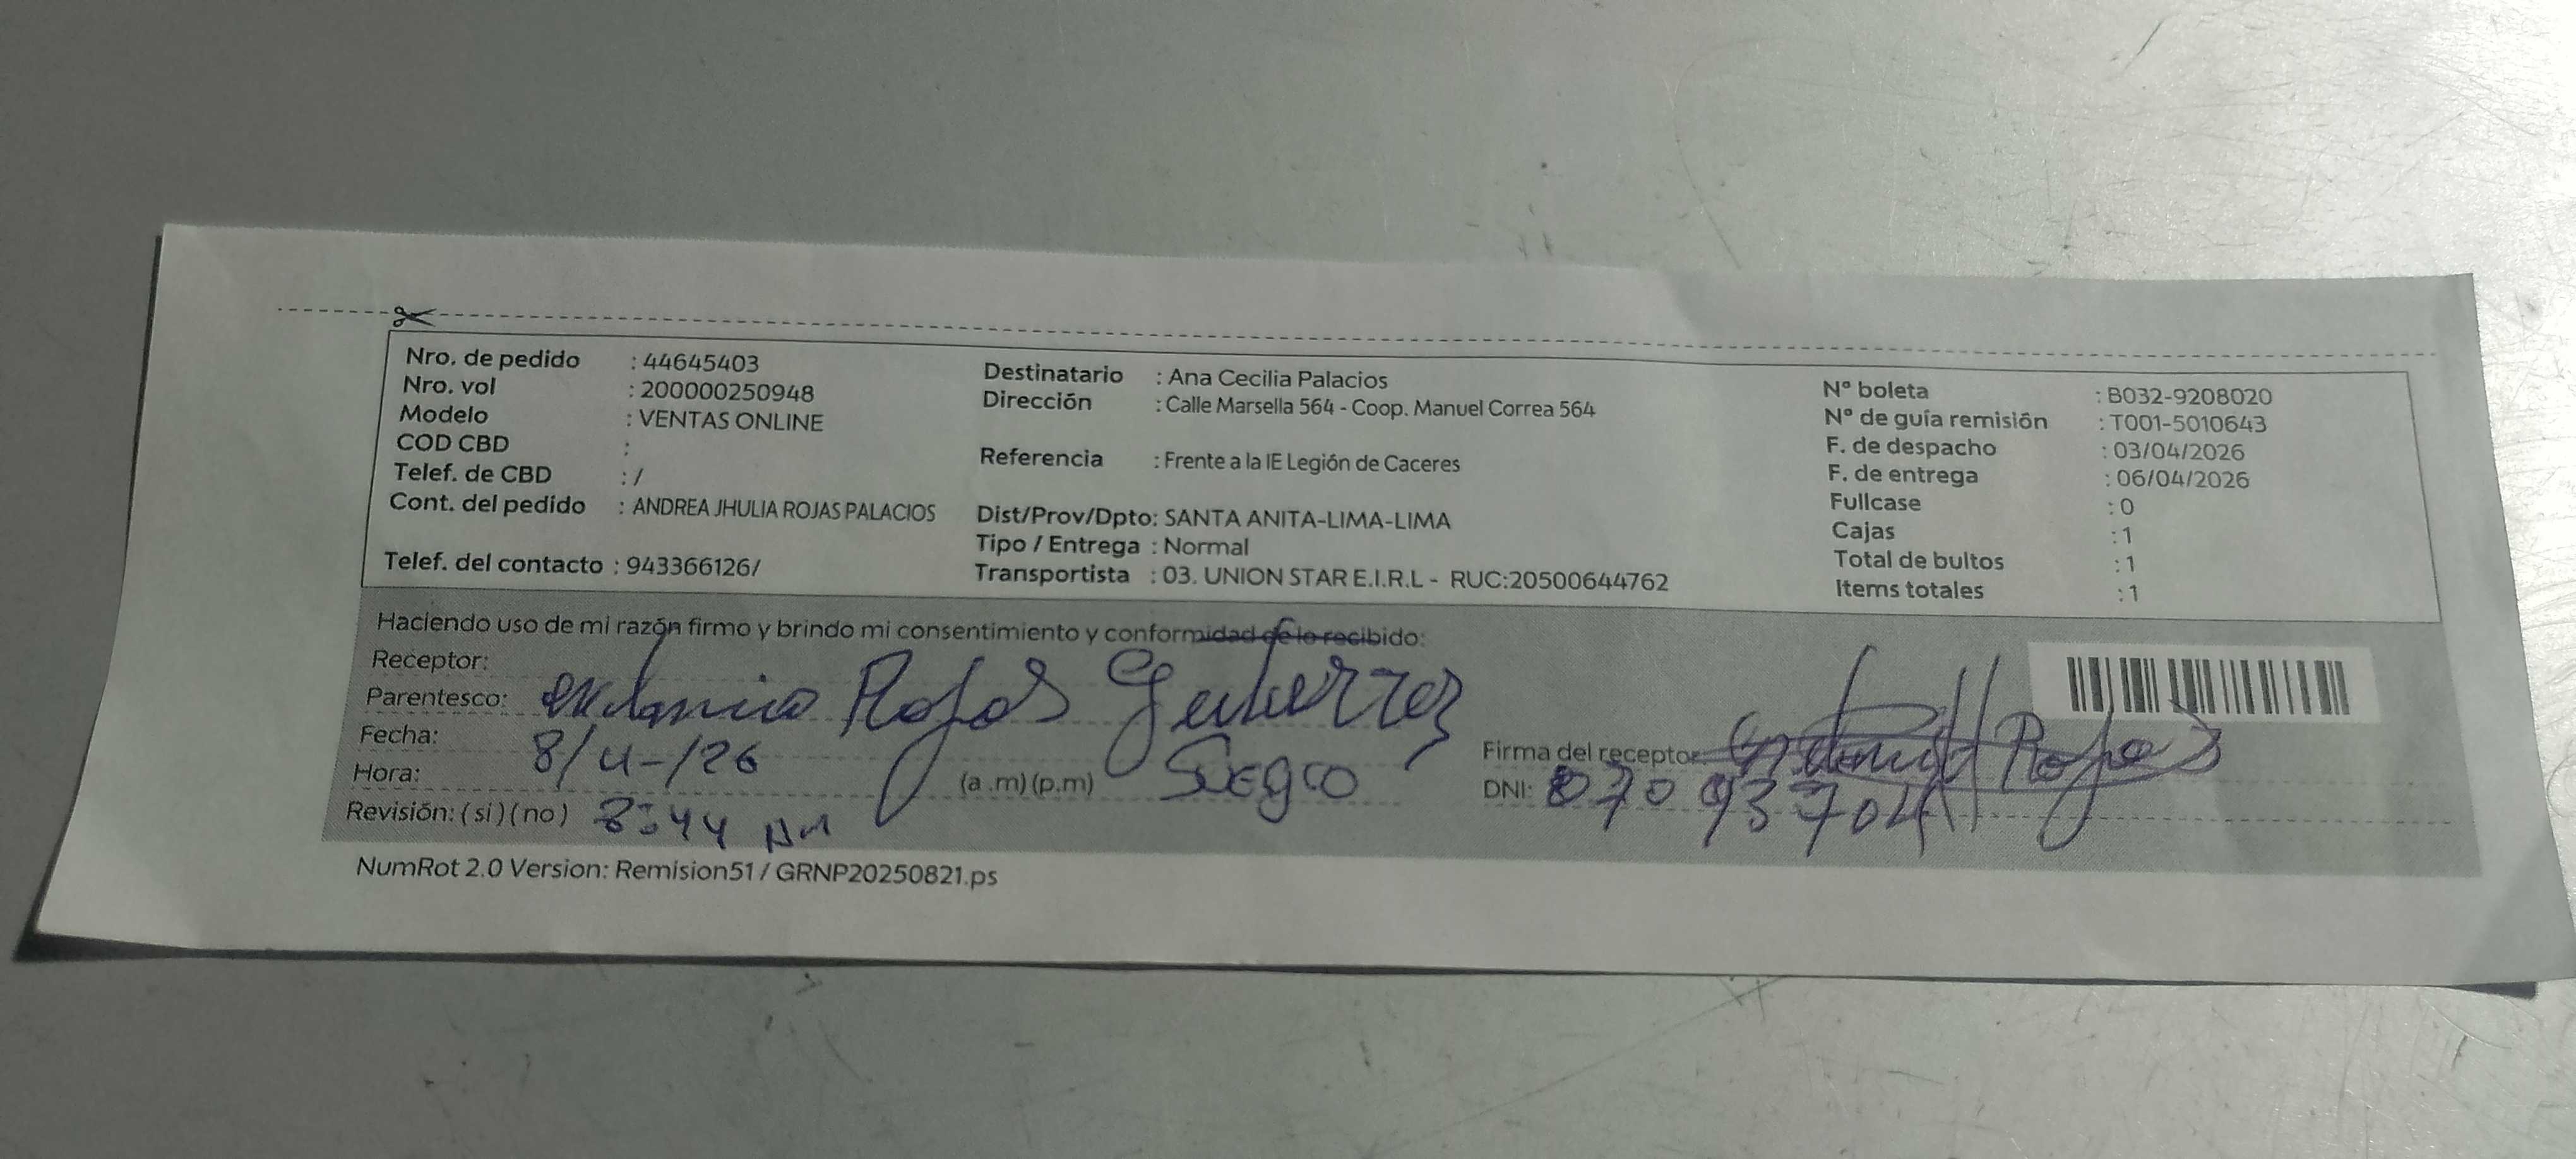 Nro. de pedido : 44645403
Nro. vol : 200000250948
Modelo : VENTAS ONLINE
COD CBD :
Telef. de CBD : /
Cont. del pedido : ANDREA JHULIA ROJAS PALACIOS
Telef. del contacto : 943366126/
Destinatario : Ana Cecilia Palacios
Dirección : Calle Marsella 564 - Coop. Manuel Correa 564
Referencia : Frente a la IE Legión de Caceres
Dist/Prov/Dpto: SANTA ANITA-LIMA-LIMA
Tipo / Entrega : Normal
Transportista : 03. UNION STAR E.I.R.L - RUC:20500644762
Nº boleta : B032-9208020
Nº de guía remisión : T001-5010643
F. de despacho : 03/04/2026
F. de entrega : 06/04/2026
Fullcase : 0
Cajas : 1
Total de bultos : 1
Items totales : 1
Haciendo uso de mi razón firmo y brindo mi consentimiento y conformidad de lo recibido:
Receptor:
Parentesco: Rojas Gutierrez
Fecha: 8/4/26
Hora: (a .m) (p.m) Suegro
Revisión: ( si ) ( no ) 8:44 AM
Firma del receptor: Rojas
DNI:
NumRot 2.0 Version: Remision51 / GRNP20250821.ps